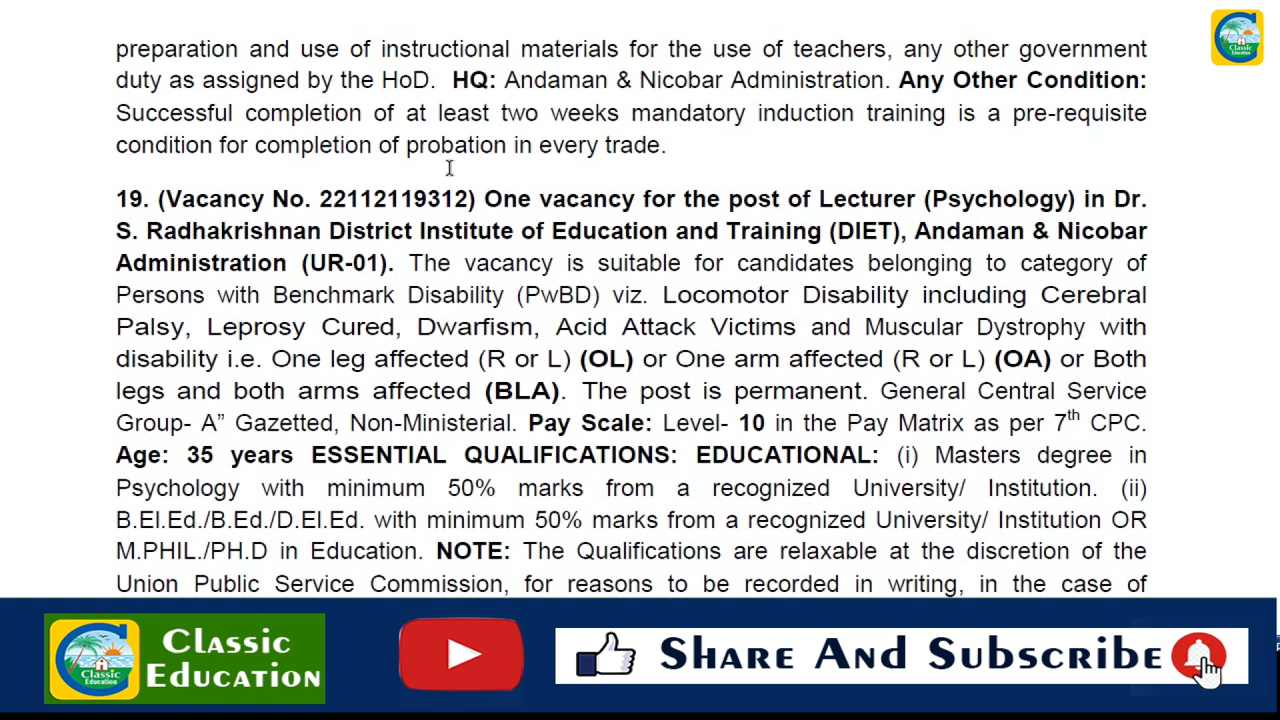 Classic
Education
preparation and use of instructional materials for the use of teachers, any other government
duty as assigned by the HoD. HQ: Andaman & Nicobar Administration. Any Other Condition:
Successful completion of at least two weeks mandatory induction training is a pre-requisite
condition for completion of probation in every trade.
19. (Vacancy No. 22112119312) One vacancy for the post of Lecturer (Psychology) in Dr.
S. Radhakrishnan District Institute of Education and Training (DIET), Andaman & Nicobar
Administration (UR-01). The vacancy is suitable for candidates belonging to category of
Persons with Benchmark Disability (PwBD) viz. Locomotor Disability including Cerebral
Palsy, Leprosy Cured, Dwarfism, Acid Attack Victims and Muscular Dystrophy with
disability i.e. One leg affected (R or L) (OL) or One arm affected (R or L) (OA) or Both
legs and both arms affected (BLA). The post is permanent. General Central Service
Group- A” Gazetted, Non-Ministerial. Pay Scale: Level- 10 in the Pay Matrix as per 7th CPC.
Age: 35 years ESSENTIAL QUALIFICATIONS: EDUCATIONAL: (i) Masters degree in
Psychology with minimum 50% marks from a recognized University/ Institution. (ii)
B.El.Ed./B.Ed./D.El.Ed. with minimum 50% marks from a recognized University/ Institution OR
M.PHIL./PH.D in Education. NOTE: The Qualifications are relaxable at the discretion of the
Union Public Service Commission, for reasons to be recorded in writing, in the case of
Classic
Education
Classic
Education
Share And Subscribe